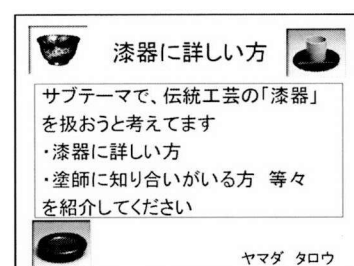 漆器に詳しい方
サブテーマで、伝統工芸の「漆器」
を扱おうと考えてます
・漆器に詳しい方
・塗師に知り合いがいる方 等々
を紹介してください
ヤマダ タロウ